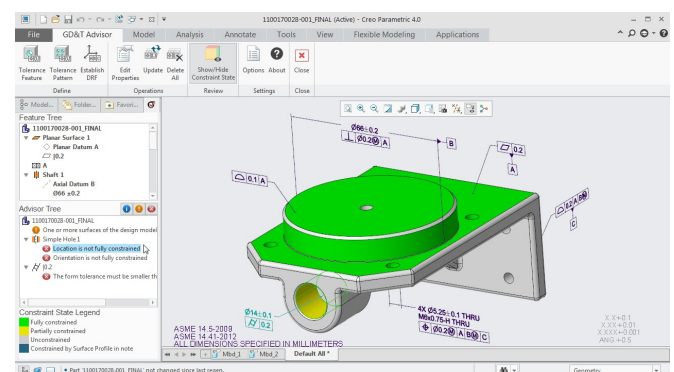 1100170028-001_FINAL (Active) - Creo Parametric 4.0
File GD&T Advisor Model Analysis Annotate Tools View Flexible Modeling Applications
Tolerance Feature
Tolerance Pattern
Establish DRF
Edit Properties
Update
Delete All
Show/Hide Constraint State
Options
About
Close
Define Operations Review Settings Close
Model... Folder... Favori...
Feature Tree
1100170028-001_FINAL
Planar Surface 1
Planar Datum A
|0.2
A
Shaft 1
Axial Datum B
Ø66 ±0.2
Advisor Tree
1100170028-001_FINAL
One or more surfaces of the design model
Simple Hole 1
Location is not fully constrained
Orientation is not fully constrained
|0.2
The form tolerance must be smaller th
Constraint State Legend
Fully constrained
Partially constrained
Unconstrained
Constrained by Surface Profile in note
Ø66±0.2
⊥ Ø0.2Ⓜ A
B
⏥ 0.2
A
⌓ 0.1 A
⌓ 0.2 A BⓂ
C
Ø14±0.1
⌭ 0.2
4X Ø5.25±0.1 THRU
M6x0.75-H THRU
⌖ Ø0.2Ⓜ A BⓂ C
ASME 14.5-2009
ASME 14.41-2012
ALL DIMENSIONS SPECIFIED IN MILLIMETERS
X.X+0.1
X.XX+0.01
X.XXX+0.001
ANG.+0.5
Mbd_1 Mbd_2 Default All *
Part '1100170028-001_FINAL' not changed since last regen.
Geometry